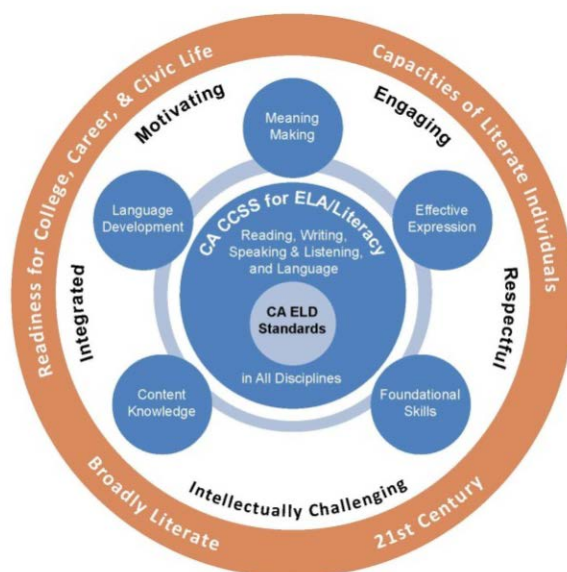 Readiness for College, Career, & Civic Life
Capacities of Literate Individuals
Broadly Literate
21st Century
Motivating
Engaging
Integrated
Respectful
Intellectually Challenging
Meaning
Making
Language
Development
Effective
Expression
Content
Knowledge
Foundational
Skills
CA CCSS for ELA/Literacy
Reading, Writing,
Speaking & Listening,
and Language
CA ELD
Standards
in All Disciplines